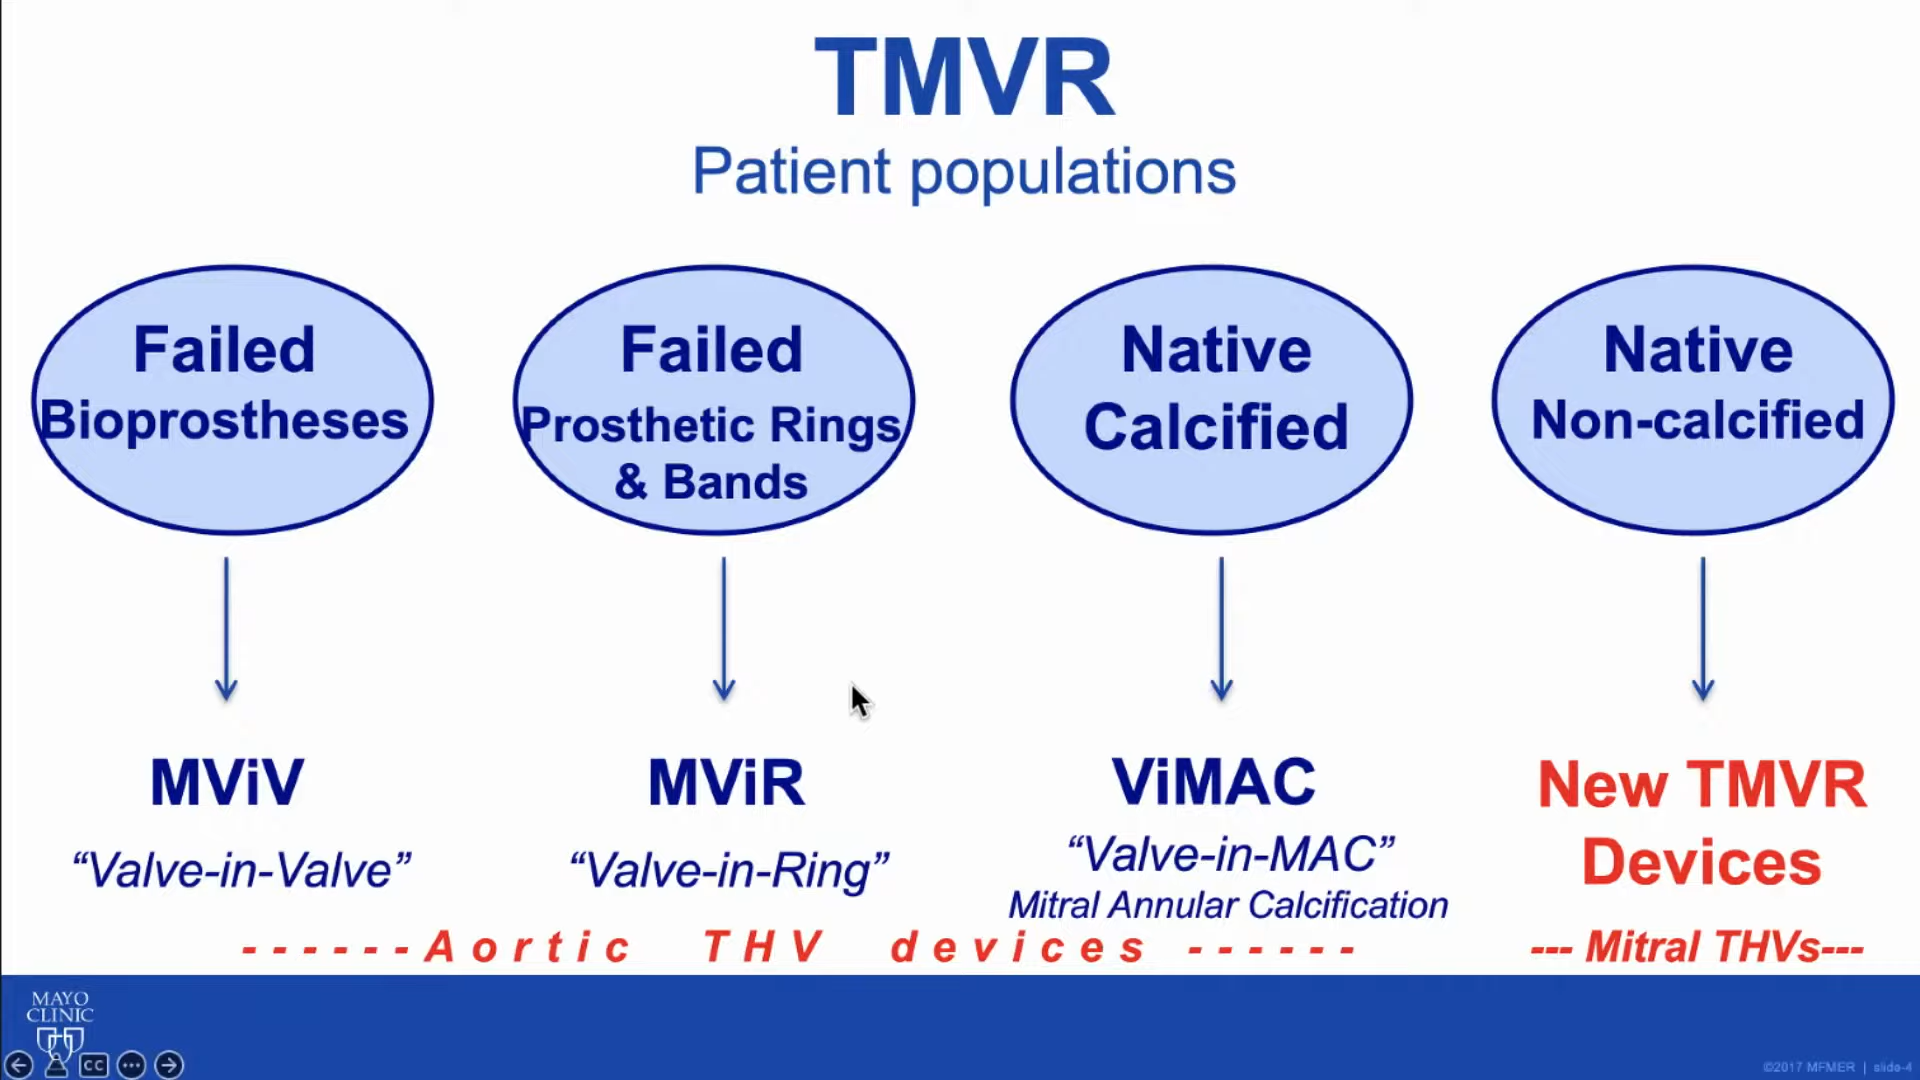 TMVR
Patient populations
Failed
Bioprostheses
Failed
Prosthetic Rings
& Bands
Native
Calcified
Native
Non-calcified
MViV
“Valve-in-Valve”
MViR
“Valve-in-Ring”
ViMAC
“Valve-in-MAC”
Mitral Annular Calcification
New TMVR
Devices
------Aortic THV devices ------
--- Mitral THVs---
MAYO
CLINIC
CC
©2017 MFMER | slide-4